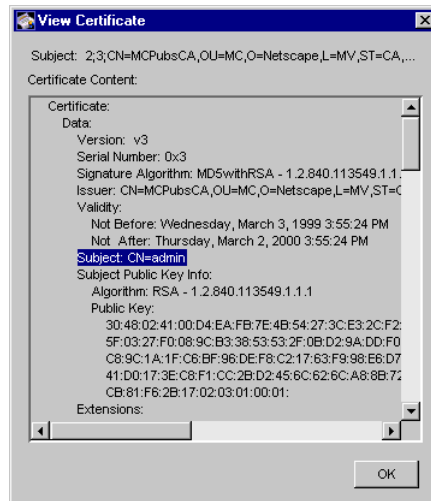 View Certificate
Subject: 2;3;CN=MCPubsCA,OU=MC,O=Netscape,L=MV,ST=CA,...
Certificate Content:
Certificate:
Data:
Version: v3
Serial Number: 0x3
Signature Algorithm: MD5withRSA - 1.2.840.113549.1.1.
Issuer: CN=MCPubsCA,OU=MC,O=Netscape,L=MV,ST=C
Validity:
Not Before: Wednesday, March 3, 1999 3:55:24 PM
Not After: Thursday, March 2, 2000 3:55:24 PM
Subject: CN=admin
Subject Public Key Info:
Algorithm: RSA - 1.2.840.113549.1.1.1
Public Key:
30:48:02:41:00:D4:EA:FB:7E:4B:54:27:3C:E3:2C:F2:
5F:03:27:F0:08:9C:B3:38:53:53:2F:0B:D2:9A:DD:F0
C8:9C:1A:1F:C6:BF:96:DE:F8:C2:17:63:F9:98:E6:D7
41:D0:17:3E:C8:F1:CC:2B:D2:45:6C:62:6C:A8:8B:72
CB:81:F6:2B:17:02:03:01:00:01:
Extensions:
OK